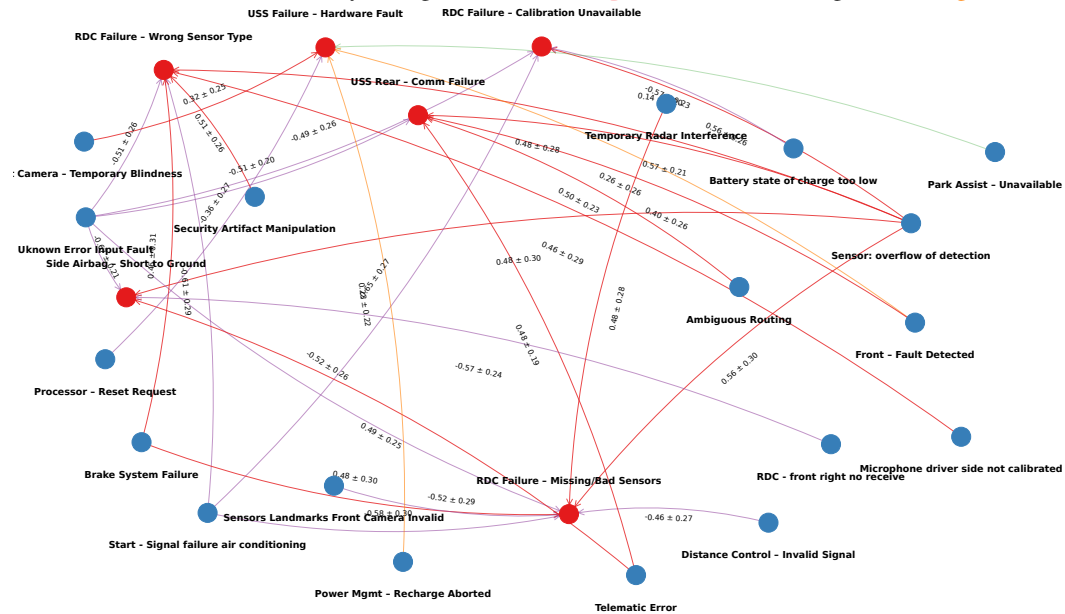 USS Failure – Hardware Fault
RDC Failure – Calibration Unavailable
RDC Failure – Wrong Sensor Type
USS Rear – Comm Failure
0.32 ± 0.25
0.14
Temporary Radar Interference
0.51 ± 0.26
-0.51 ± 0.26
-0.49 ± 0.26
0.48 ± 0.28
0.57 ± 0.21
-0.51 ± 0.20
Camera – Temporary Blindness
Battery state of charge too low
Park Assist – Unavailable
0.26 ± 0.26
0.50 ± 0.23
-0.36 ± 0.27
0.40 ± 0.26
Security Artifact Manipulation
Uknown Error Input Fault
Side Airbag – Short to Ground
0.46 ± 0.29
0.48 ± 0.30
Sensor: overflow of detection
-0.61 ± 0.29
0.48 ± 0.28
Ambiguous Routing
0.48 ± 0.19
Front – Fault Detected
-0.52 ± 0.26
-0.57 ± 0.24
0.56 ± 0.30
Processor – Reset Request
0.49 ± 0.25
Brake System Failure
0.48 ± 0.30
RDC Failure – Missing/Bad Sensors
RDC - front right no receive
Microphone driver side not calibrated
-0.52 ± 0.29
Sensors Landmarks Front Camera Invalid
-0.58 ± 0.30
-0.46 ± 0.27
Start - Signal failure air conditioning
Distance Control – Invalid Signal
Power Mgmt – Recharge Aborted
Telematic Error